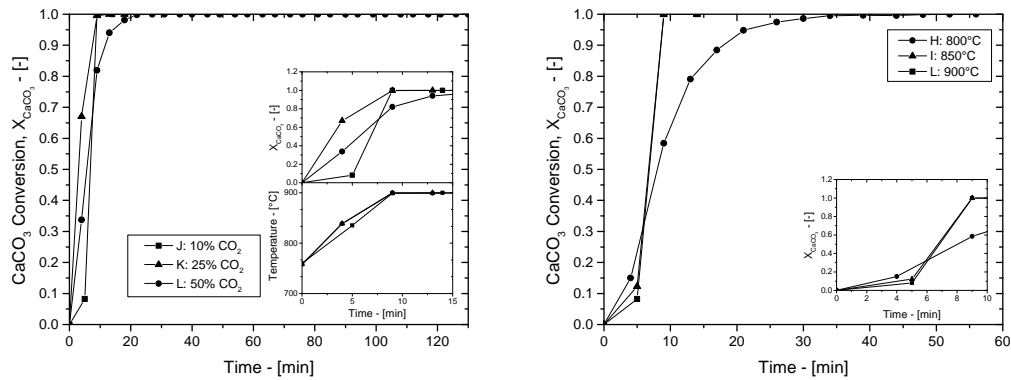 CaCO3 Conversion, XCaCO3 - [-]
1.0
0.9
0.8
0.7
0.6
0.5
0.4
0.3
0.2
0.1
0.0
0 20 40 60 80 100 120
Time - [min]
J: 10% CO2
K: 25% CO2
L: 50% CO2
XCaCO3 - [-]
1.2
1.0
0.8
0.6
0.4
0.2
0.0
Temperature - [°C]
900
800
700
0 5 10 15
Time - [min]
CaCO3 Conversion, XCaCO3 - [-]
1.0
0.9
0.8
0.7
0.6
0.5
0.4
0.3
0.2
0.1
0.0
0 10 20 30 40 50 60
Time - [min]
H: 800°C
I: 850°C
L: 900°C
XCaCO3 - [-]
1.2
1.0
0.8
0.6
0.4
0.2
0.0
0 2 4 6 8 10
Time - [min]